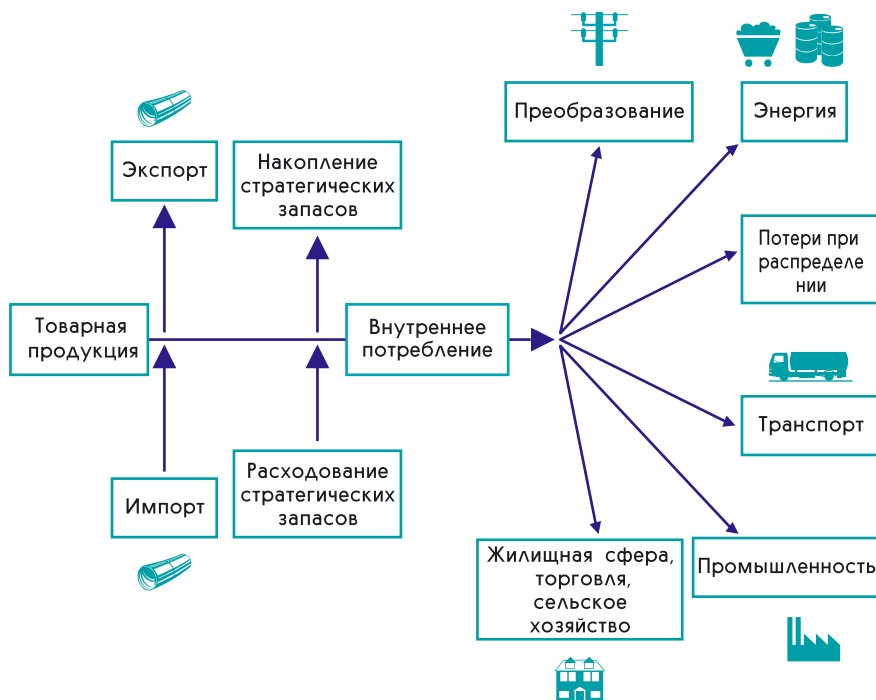 Преобразование
Энергия
Экспорт
Накопление
стратегических
запасов
Потери при
распределе
нии
Товарная
продукция
Внутреннее
потребление
Транспорт
Импорт
Расходование
стратегических
запасов
Жилищная сфера,
торговля,
сельское
хозяйство
Промышленность